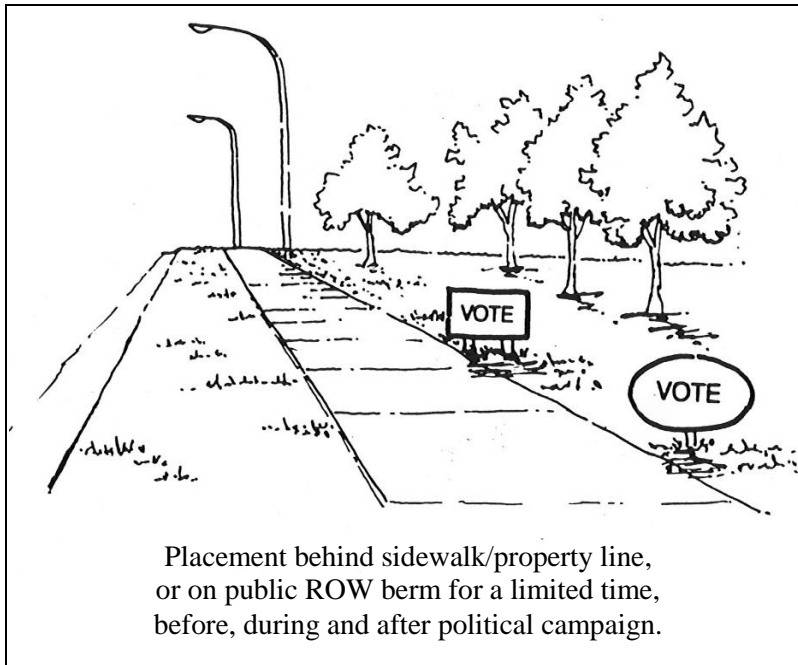 VOTE
VOTE
Placement behind sidewalk/property line,
or on public ROW berm for a limited time,
before, during and after political campaign.